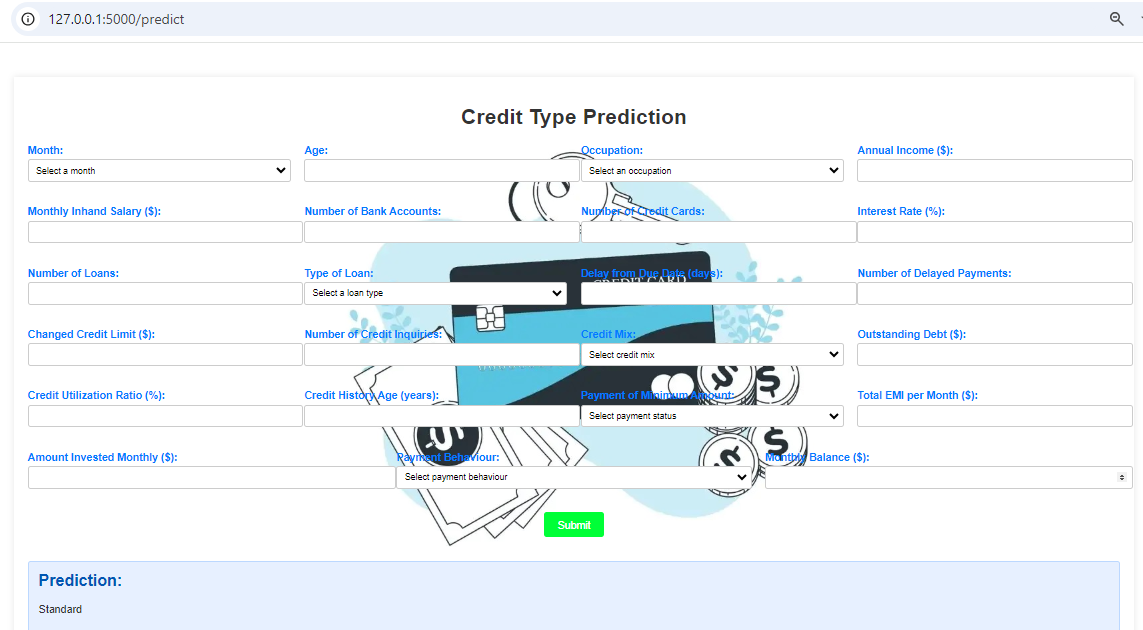 127.0.0.1:5000/predict
Credit Type Prediction
Month: Age: Occupation: Annual Income ($):
Select a month Select an occupation
Monthly Inhand Salary ($): Number of Bank Accounts: Number of Credit Cards: Interest Rate (%):
Number of Loans: Type of Loan: Delay from Due Date (days): Number of Delayed Payments:
CREDIT CARD
Select a loan type
Changed Credit Limit ($): Number of Credit Inquiries: Credit Mix: Outstanding Debt ($):
Select credit mix
Credit Utilization Ratio (%): Credit History Age (years): Payment of Minimum Amount: Total EMI per Month ($):
Select payment status
Amount Invested Monthly ($): Payment Behaviour: Monthly Balance ($):
Select payment behaviour
Submit
Prediction:
Standard